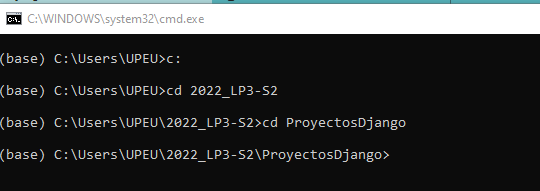 C:\WINDOWS\system32\cmd.exe
(base) C:\Users\UPEU>c:
(base) C:\Users\UPEU>cd 2022_LP3-S2
(base) C:\Users\UPEU\2022_LP3-S2>cd ProyectosDjango
(base) C:\Users\UPEU\2022_LP3-S2\ProyectosDjango>